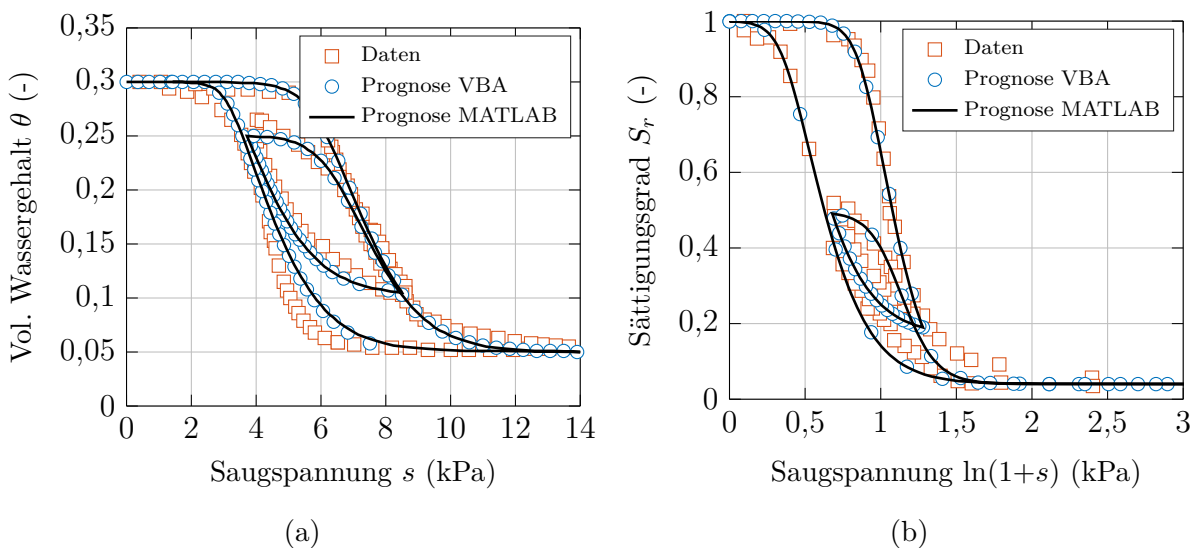 0,35
0,3
0,25
0,2
0,15
0,1
0,05
0
0 2 4 6 8 10 12 14
Vol. Wassergehalt θ (-)
Saugspannung s (kPa)
Daten
Prognose VBA
Prognose MATLAB
(a)
1
0,8
0,6
0,4
0,2
0
0 0,5 1 1,5 2 2,5 3
Sättigungsgrad Sᵣ (-)
Saugspannung ln(1+s) (kPa)
Daten
Prognose VBA
Prognose MATLAB
(b)